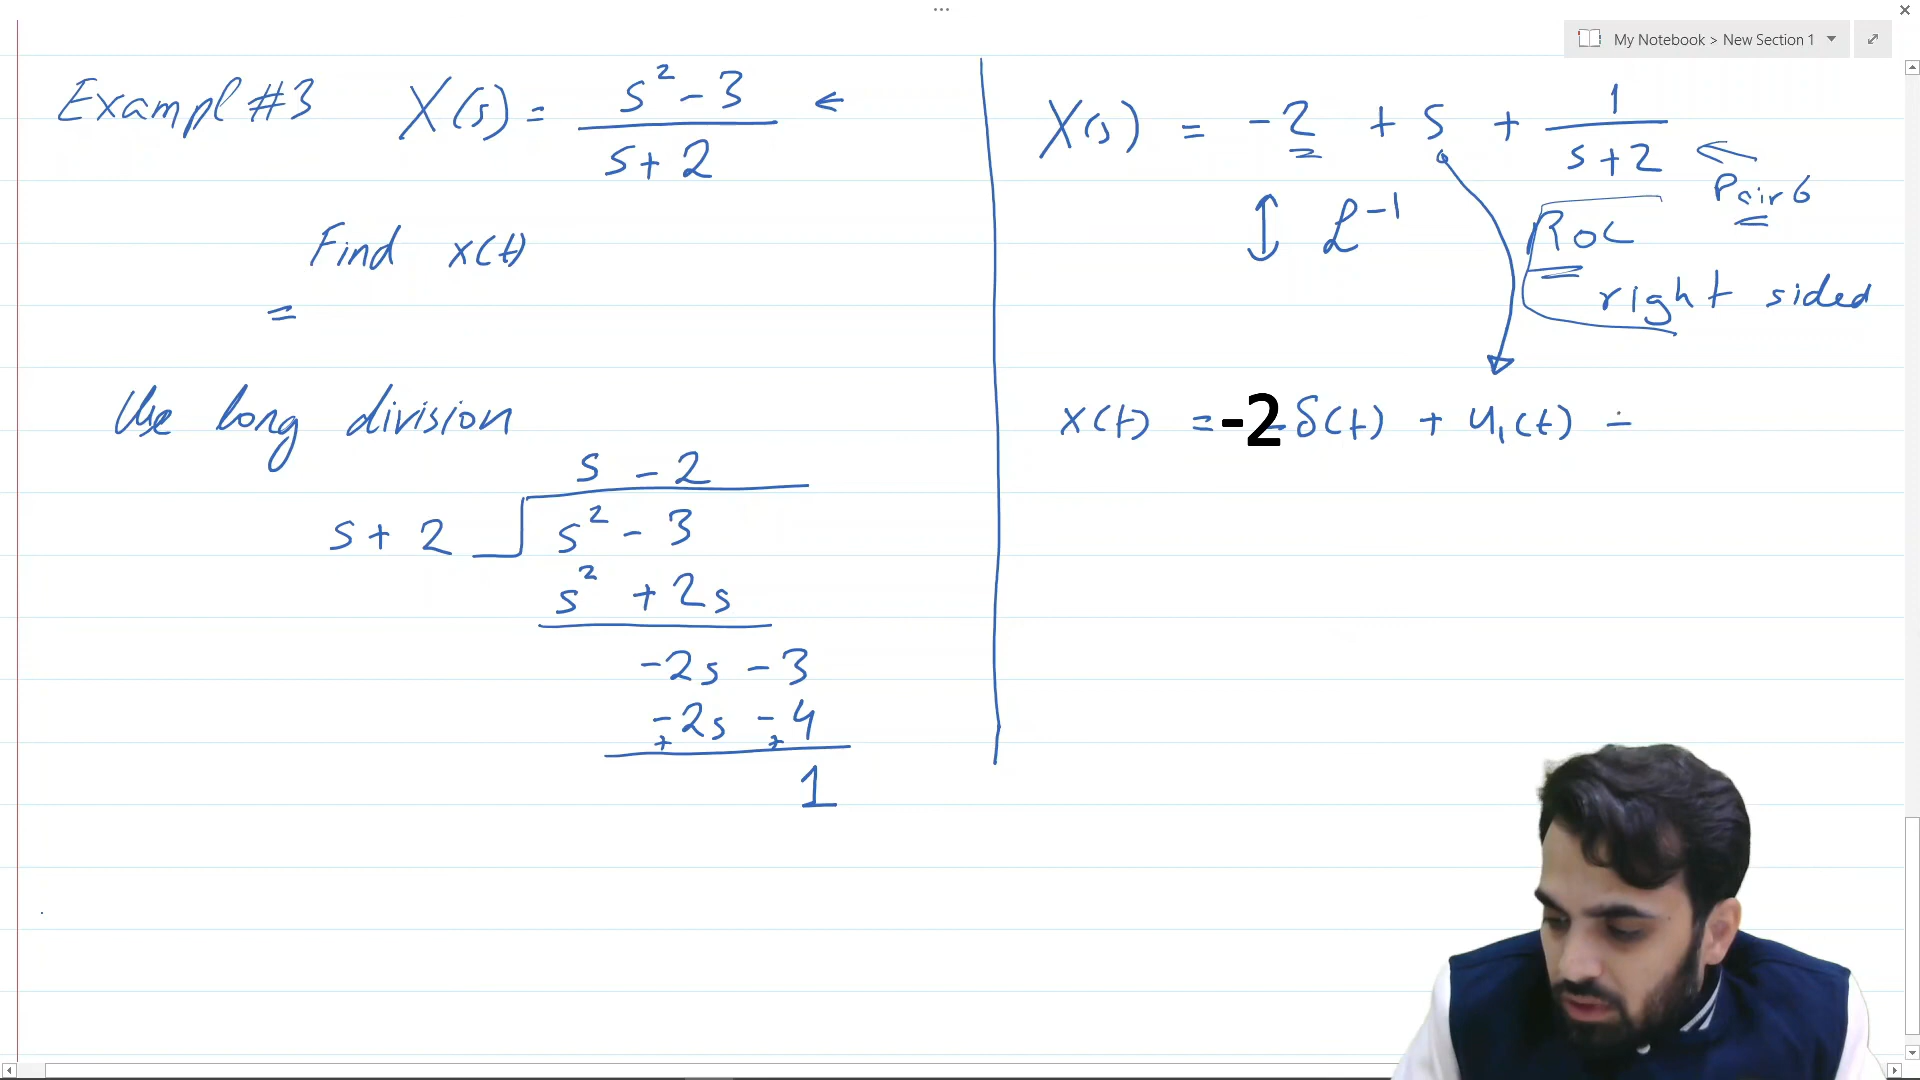 My Notebook > New Section 1
Exampl #3 X(s) = s² - 3 / s + 2 ←
Find x(t)
=
Use long division
s - 2
s + 2 s² - 3
s² + 2s
-2s - 3
-2s - 4
+ +
1
X(s) = -2 + s + 1 / s + 2 ←
Pair 6
↕ ℒ⁻¹
ROC
right sided
x(t) = -2 δ(t) + u₁(t) +